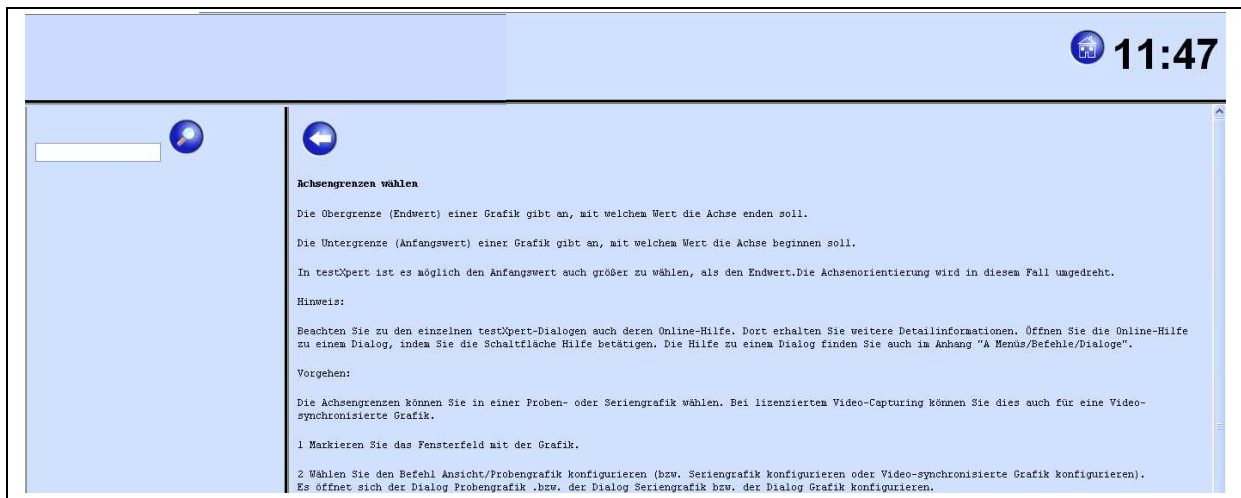 11:47
Achsengrenzen wählen
Die Obergrenze (Endwert) einer Grafik gibt an, mit welchem Wert die Achse enden soll.
Die Untergrenze (Anfangswert) einer Grafik gibt an, mit welchem Wert die Achse beginnen soll.
In testXpert ist es möglich den Anfangswert auch größer zu wählen, als den Endwert.Die Achsenorientierung wird in diesem Fall umgedreht.
Hinweis:
Beachten Sie zu den einzelnen testXpert-Dialogen auch deren Online-Hilfe. Dort erhalten Sie weitere Detailinformationen. Öffnen Sie die Online-Hilfe
zu einem Dialog, indem Sie die Schaltfläche Hilfe betätigen. Die Hilfe zu einem Dialog finden Sie auch im Anhang "A Menüs/Befehle/Dialoge".
Vorgehen:
Die Achsengrenzen können Sie in einer Proben- oder Seriengrafik wählen. Bei lizenziertem Video-Capturing können Sie dies auch für eine Video-
synchronisierte Grafik.
1 Markieren Sie das Fensterfeld mit der Grafik.
2 Wählen Sie den Befehl Ansicht/Probengrafik konfigurieren (bzw. Seriengrafik konfigurieren oder Video-synchronisierte Grafik konfigurieren).
Es öffnet sich der Dialog Probengrafik .bzw. der Dialog Seriengrafik bzw. der Dialog Grafik konfigurieren.